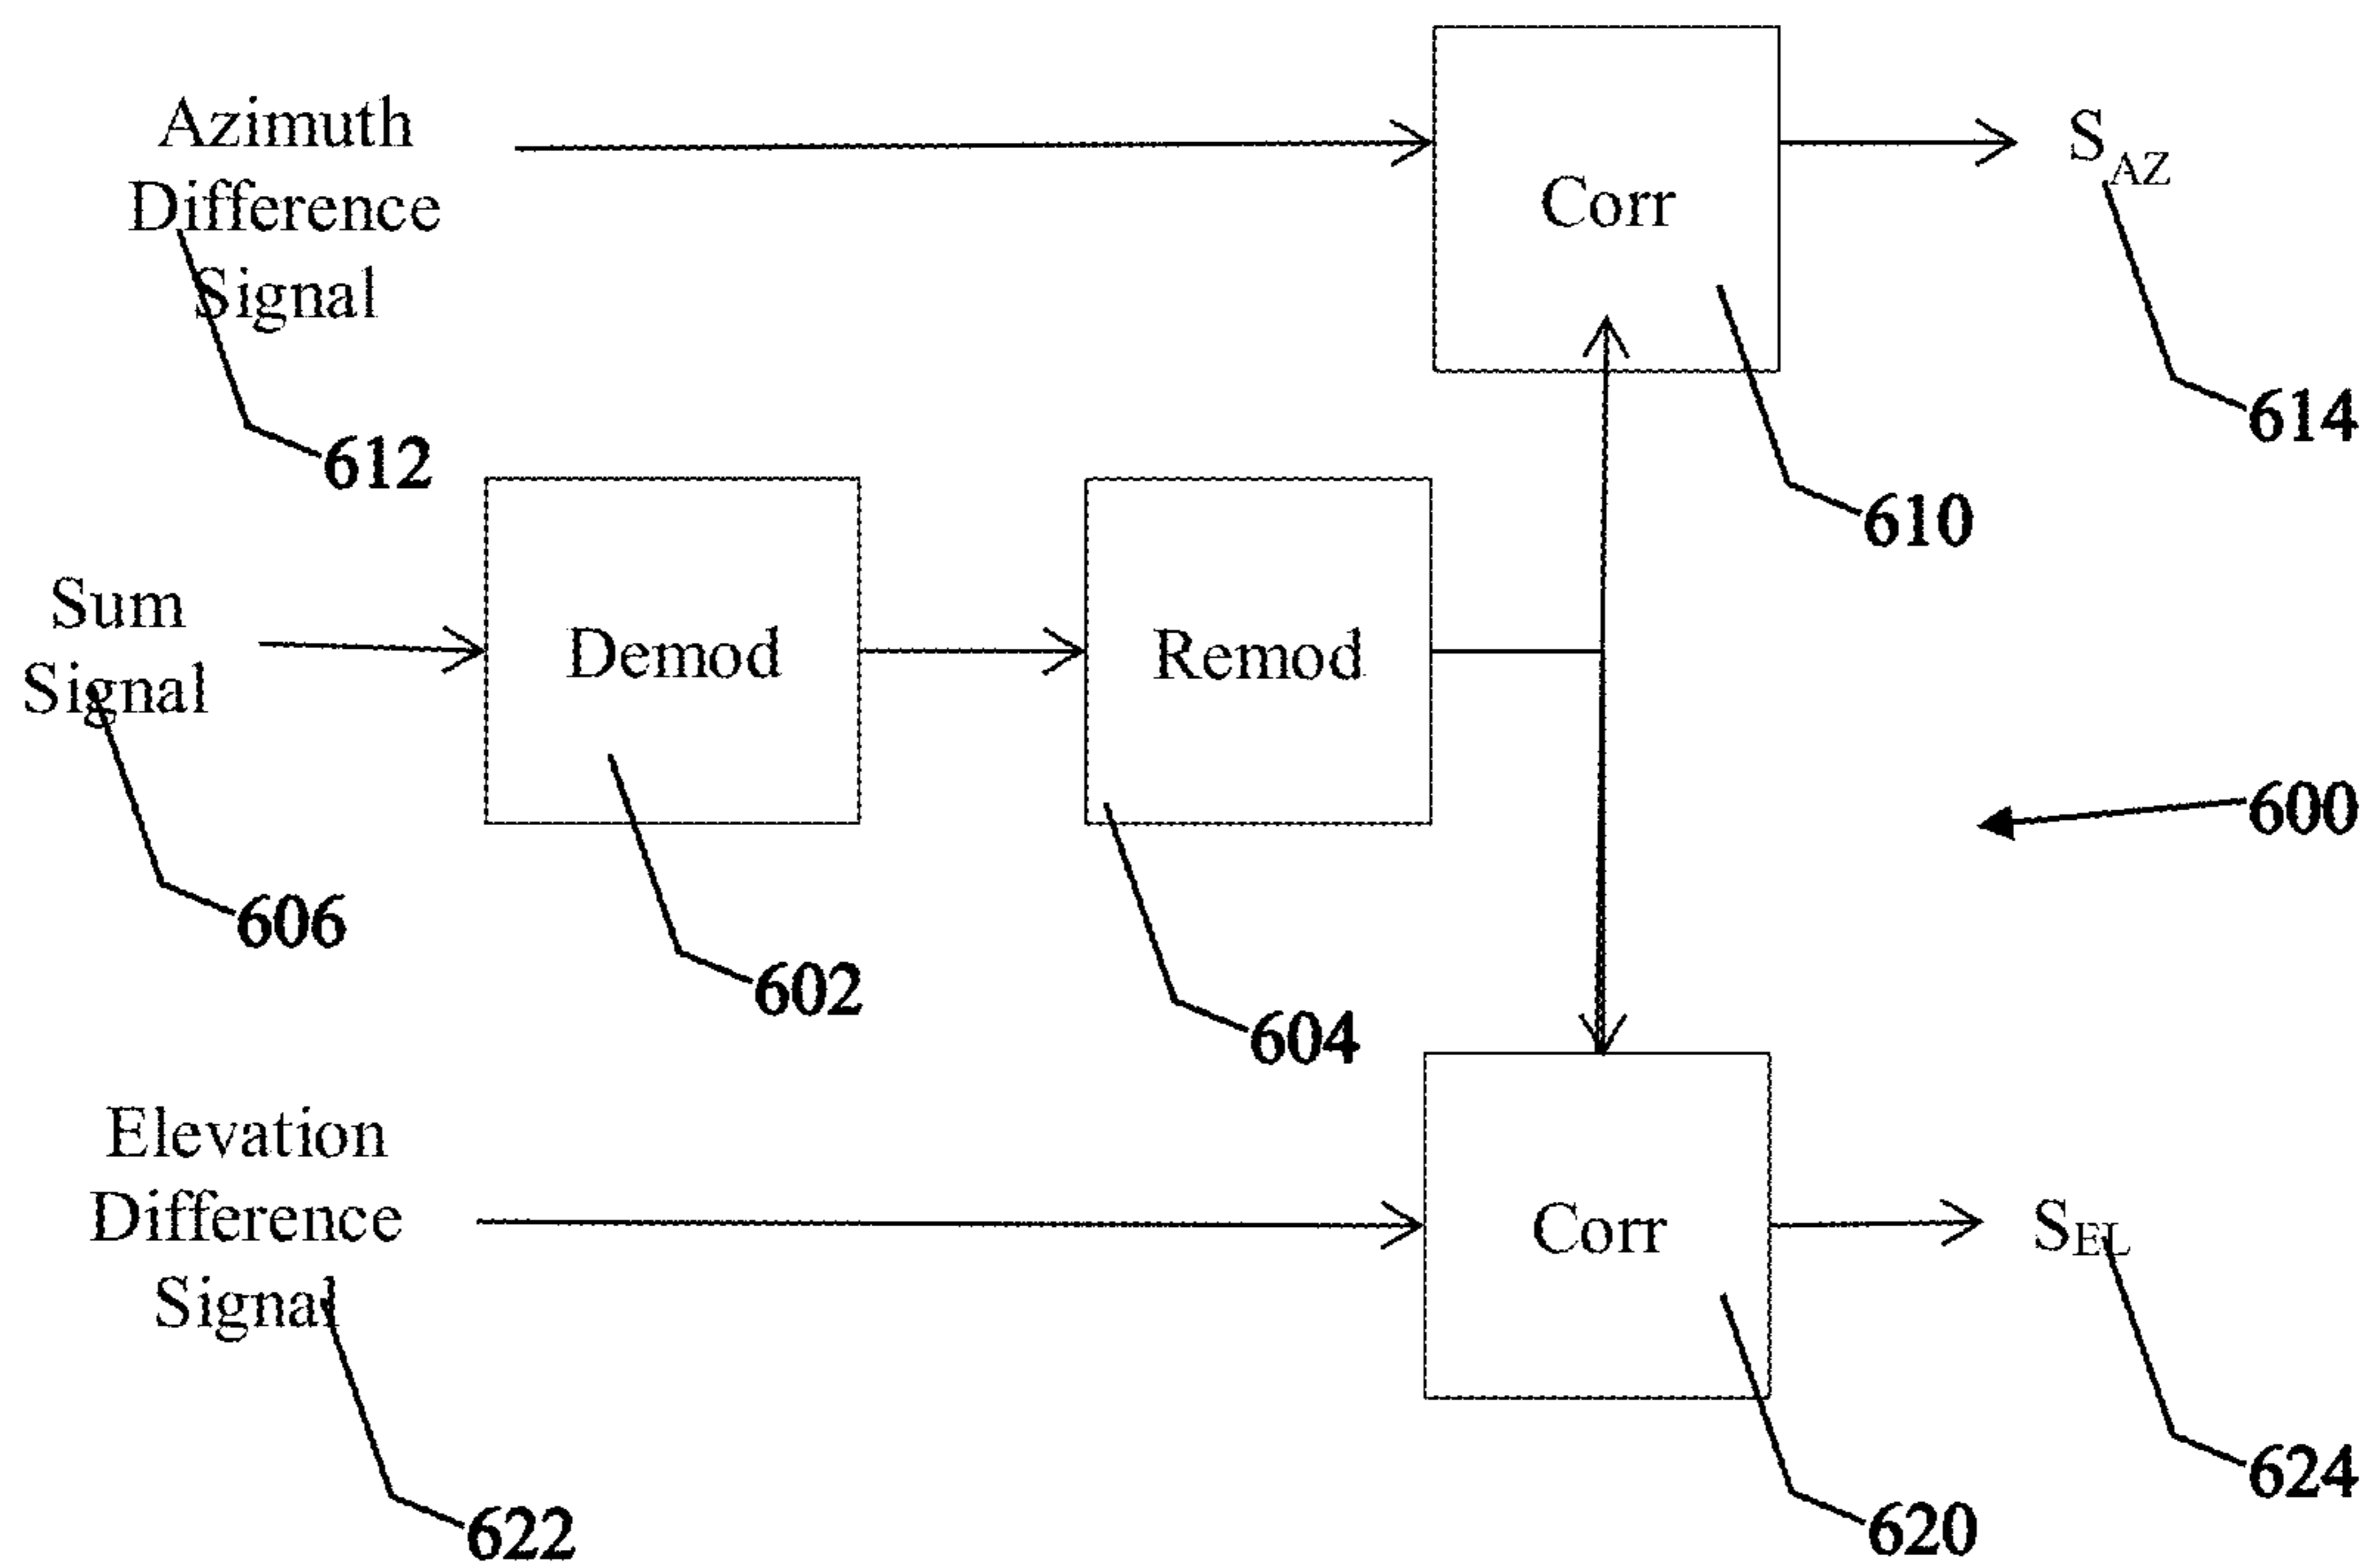 Azimuth
Difference
Signal
612
Corr
610
S_AZ
614
Sum
Signal
606
Demod
602
Remod
604
600
Elevation
Difference
Signal
622
Corr
620
S_EL
624